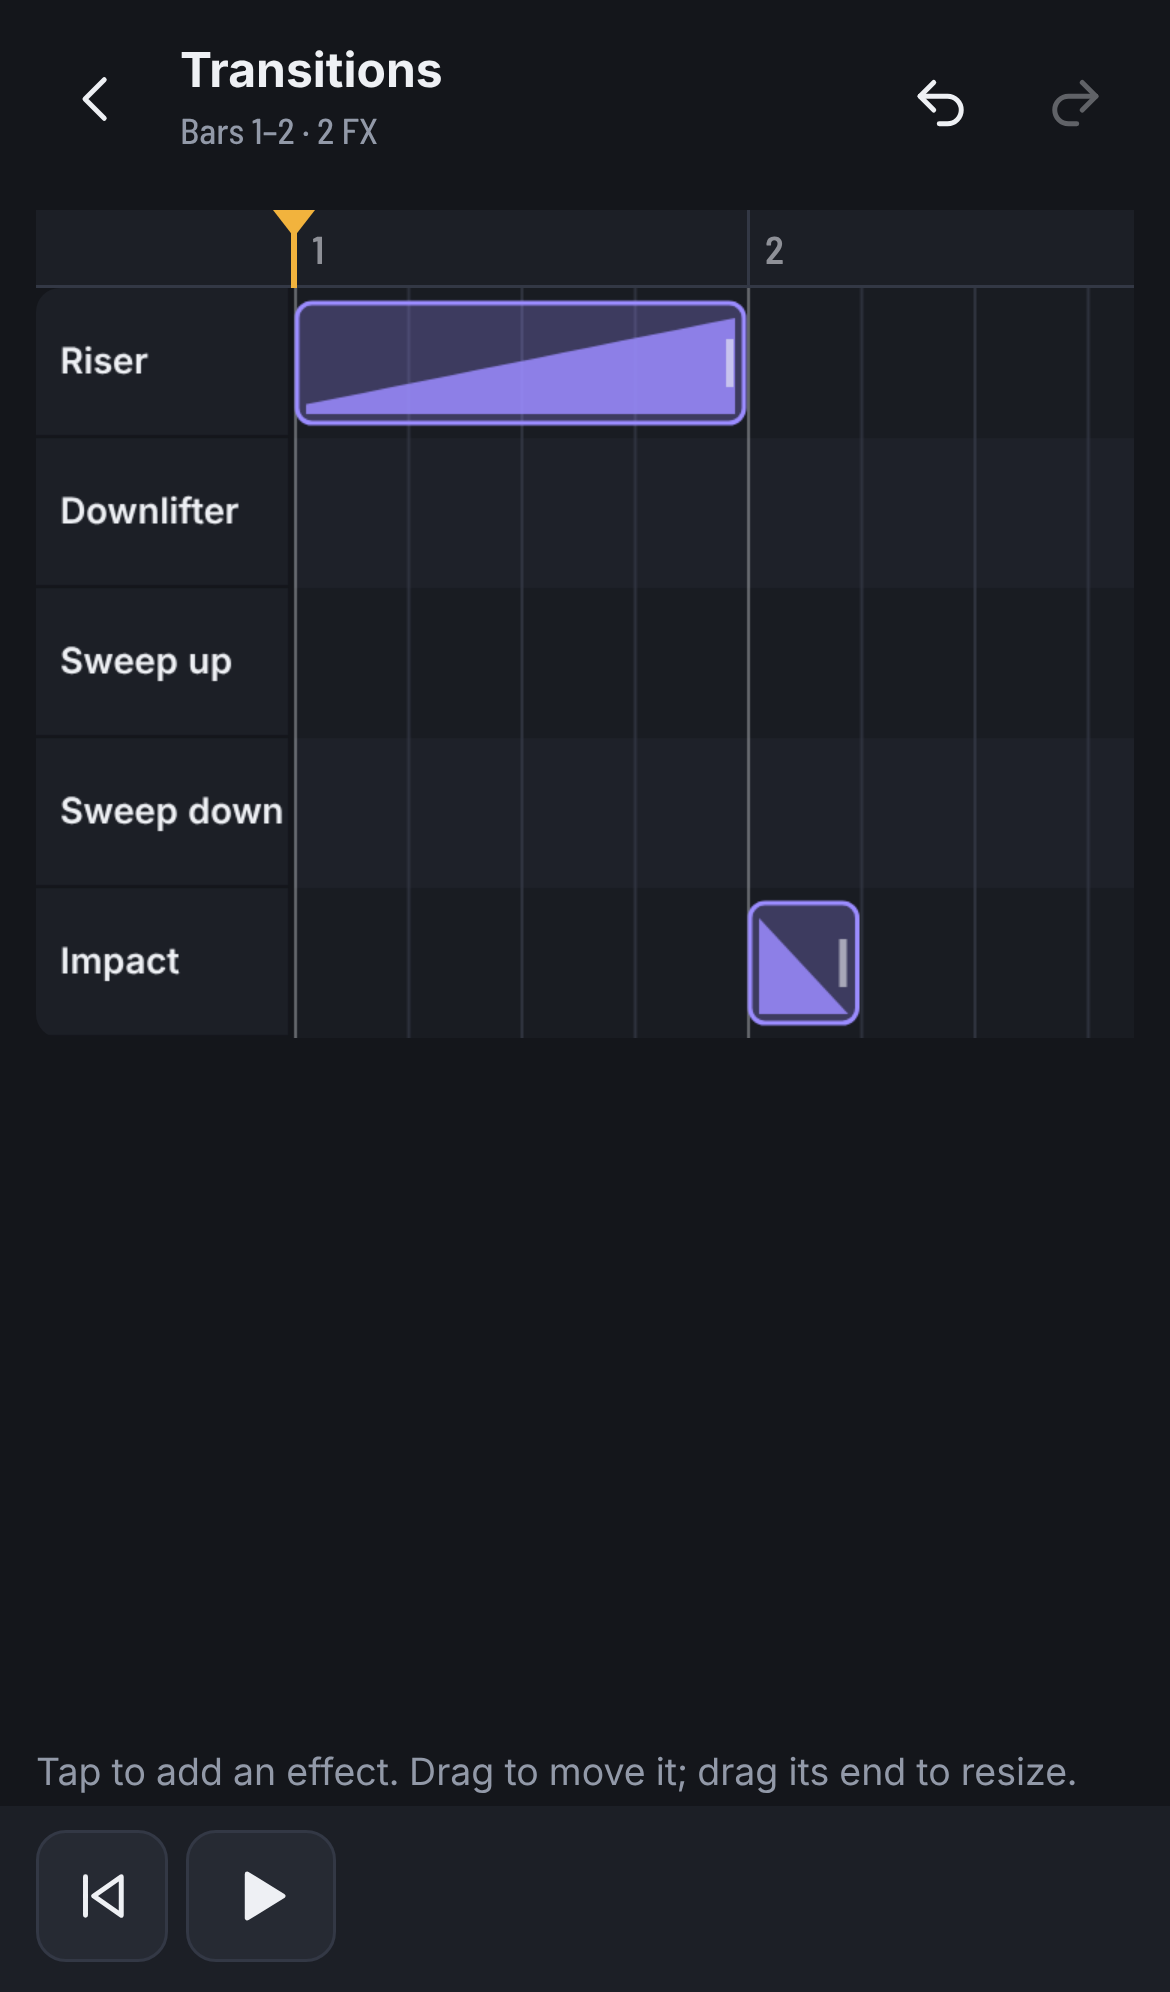 Transitions
Bars 1–2 · 2 FX
1 2
Riser
Downlifter
Sweep up
Sweep down
Impact
Tap to add an effect. Drag to move it; drag its end to resize.